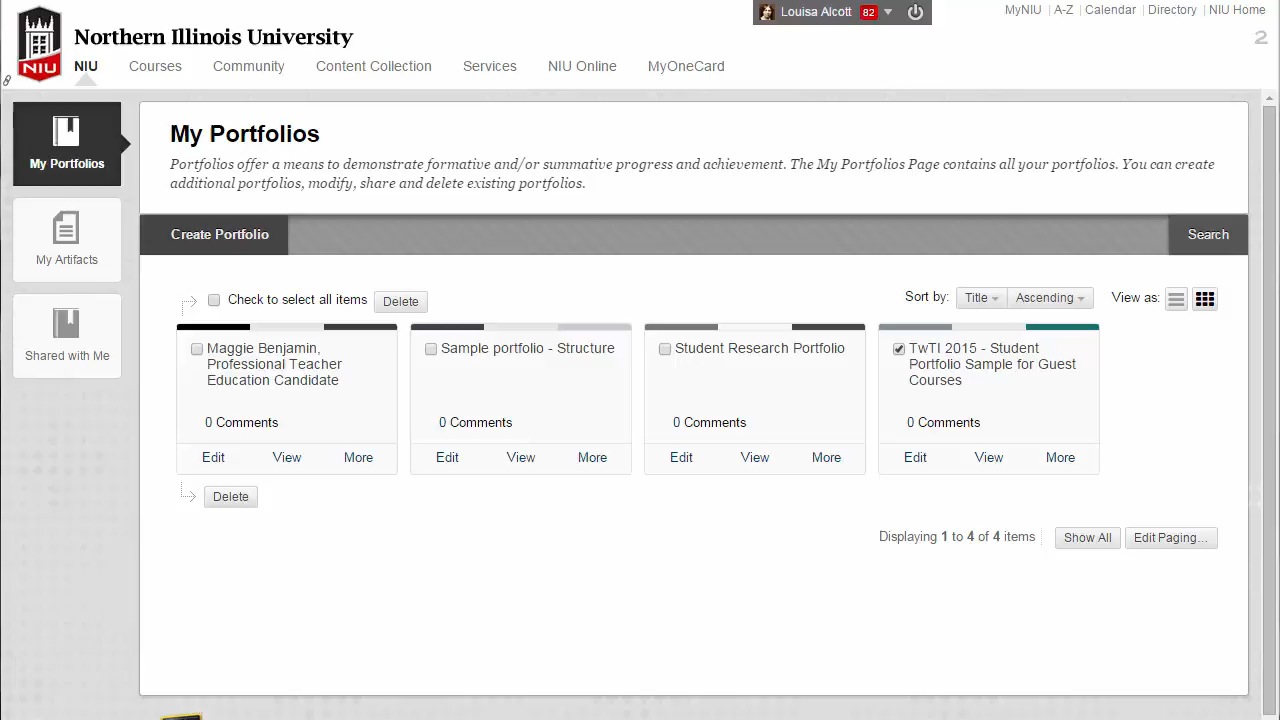 Louisa Alcott 82
MyNIU A-Z Calendar Directory NIU Home
2
NIU
Northern Illinois University
NIU Courses Community Content Collection Services NIU Online MyOneCard
My Portfolios
My Artifacts
Shared with Me
My Portfolios
Portfolios offer a means to demonstrate formative and/or summative progress and achievement. The My Portfolios Page contains all your portfolios. You can create
additional portfolios, modify, share and delete existing portfolios.
Create Portfolio Search
Check to select all items Delete Sort by: Title Ascending View as:
Maggie Benjamin,
Professional Teacher
Education Candidate
0 Comments
Edit View More
Sample portfolio - Structure
0 Comments
Edit View More
Student Research Portfolio
0 Comments
Edit View More
TwTI 2015 - Student
Portfolio Sample for Guest
Courses
0 Comments
Edit View More
Delete
Displaying 1 to 4 of 4 items Show All Edit Paging...